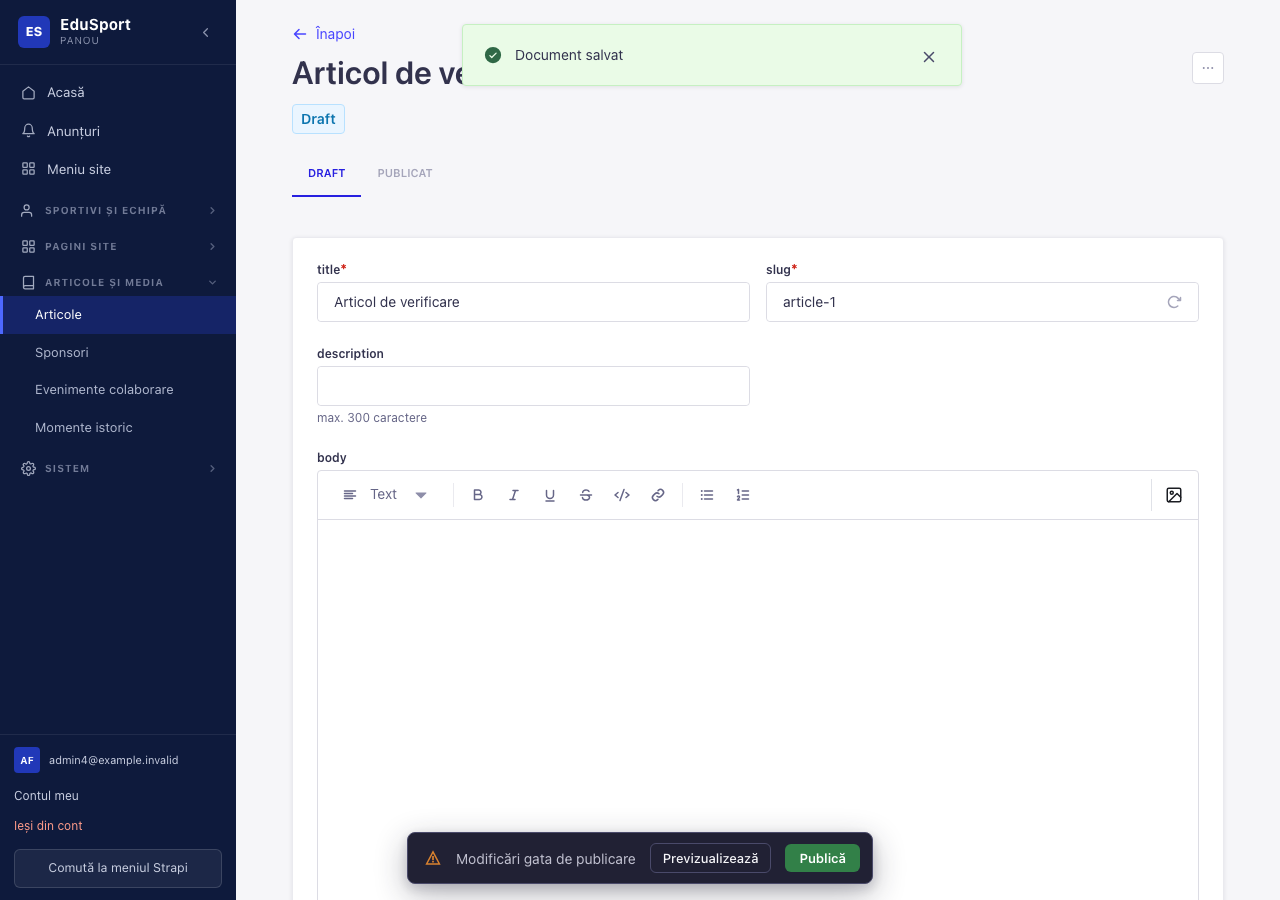 ES
EduSport
PANOU
Acasă
Anunțuri
Meniu site
SPORTIVI ȘI ECHIPĂ
PAGINI SITE
ARTICOLE ȘI MEDIA
Articole
Sponsori
Evenimente colaborare
Momente istoric
SISTEM
AF
admin4@example.invalid
Contul meu
Ieși din cont
Comută la meniul Strapi
Înapoi
Document salvat
Articol de ve
Draft
DRAFT
PUBLICAT
title*
Articol de verificare
slug*
article-1
description
max. 300 caractere
body
Text
Modificări gata de publicare
Previzualizează
Publică